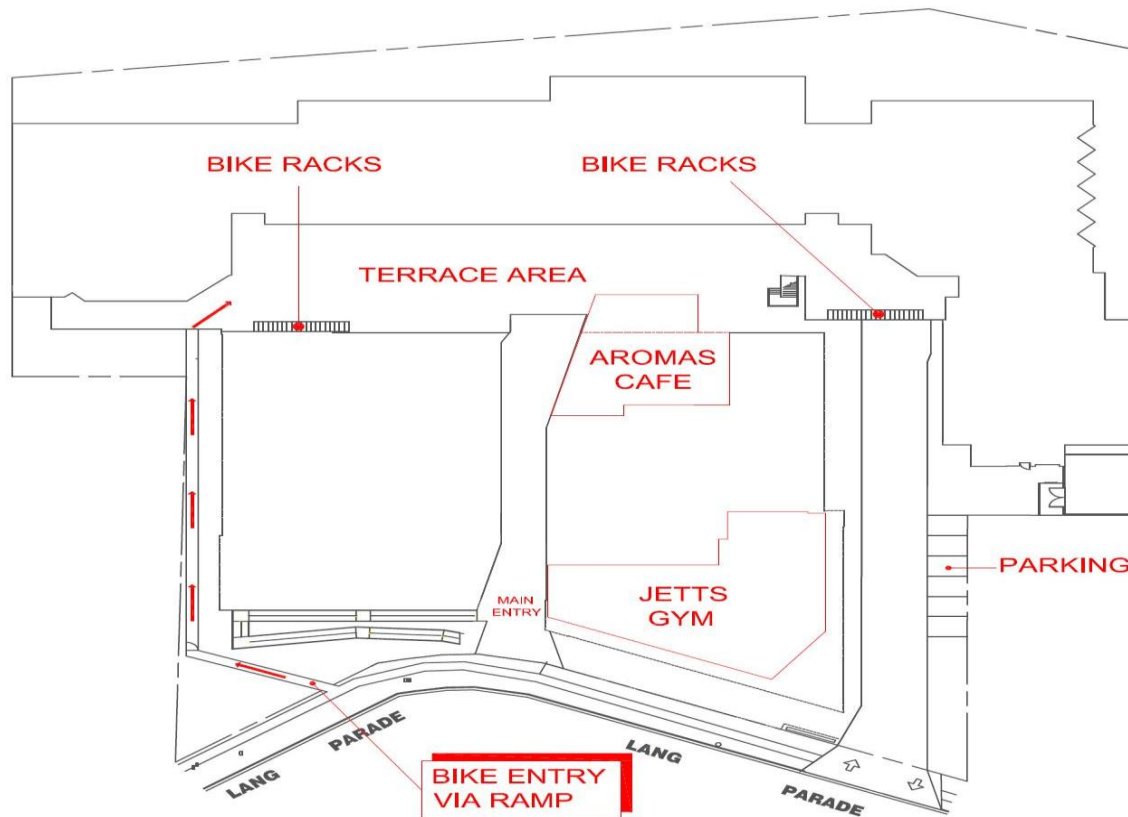 BIKE RACKS
BIKE RACKS
TERRACE AREA
AROMAS
CAFE
PARKING
JETTS
GYM
MAIN
ENTRY
LANG
PARADE
LANG
PARADE
BIKE ENTRY
VIA RAMP